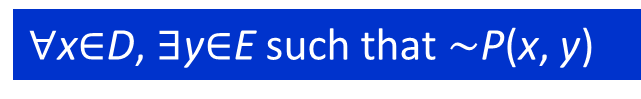 ∀x∈D, ∃y∈E such that ~P(x, y)